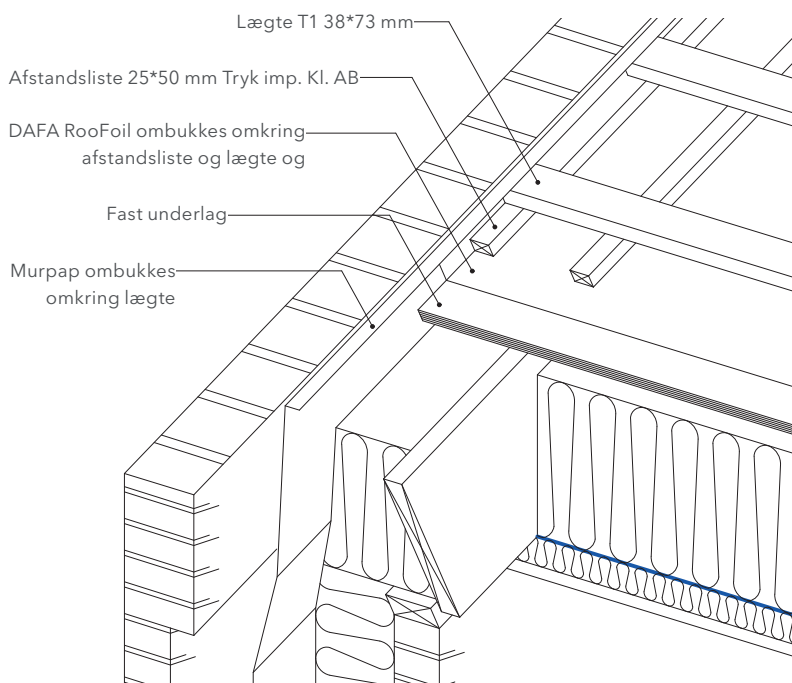 Lægte T1 38*73 mm
Afstandsliste 25*50 mm Tryk imp. Kl. AB
DAFA RooFoil ombukkes omkring
afstandsliste og lægte og
Fast underlag
Murpap ombukkes
omkring lægte